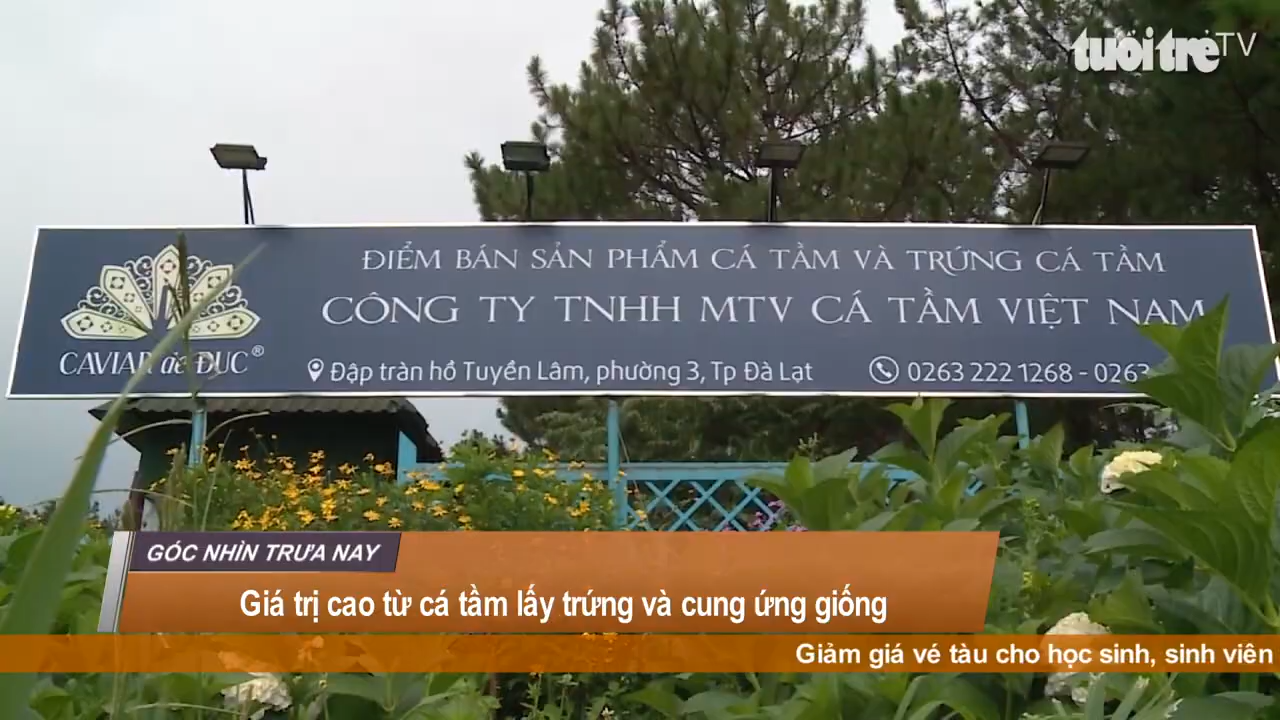 tuổi trẻ TV
ĐIỂM BÁN SẢN PHẨM CÁ TẦM VÀ TRỨNG CÁ TẦM
CÔNG TY TNHH MTV CÁ TẦM VIỆT NAM
CAVIAR de ĐUC®
Đập tràn hồ Tuyền Lâm, phường 3, Tp Đà Lạt
0263 222 1268 - 0263
GÓC NHÌN TRƯA NAY
Giá trị cao từ cá tầm lấy trứng và cung ứng giống
Giảm giá vé tàu cho học sinh, sinh viên